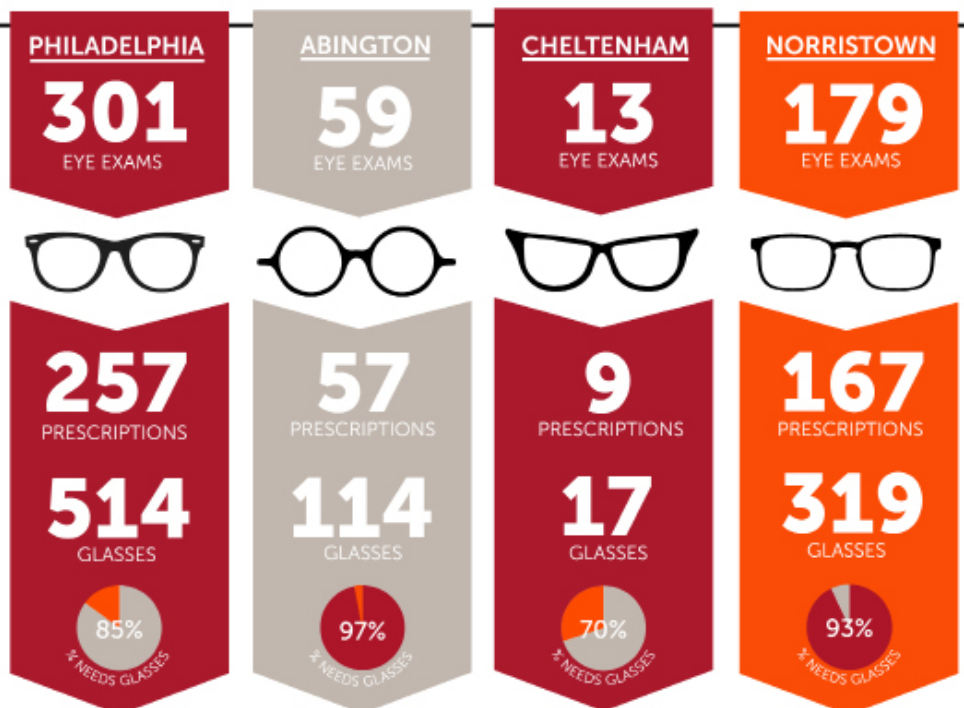 PHILADELPHIA
301
EYE EXAMS
257
PRESCRIPTIONS
514
GLASSES
85%
% NEEDS GLASSES
ABINGTON
59
EYE EXAMS
57
PRESCRIPTIONS
114
GLASSES
97%
% NEEDS GLASSES
CHELTENHAM
13
EYE EXAMS
9
PRESCRIPTIONS
17
GLASSES
70%
% NEEDS GLASSES
NORRISTOWN
179
EYE EXAMS
167
PRESCRIPTIONS
319
GLASSES
93%
% NEEDS GLASSES